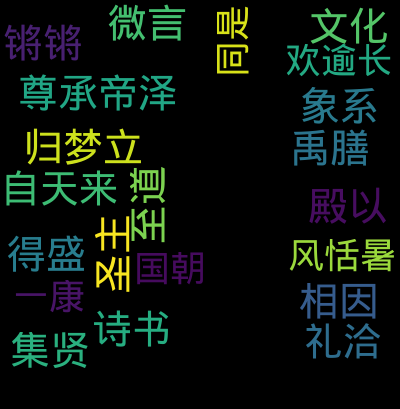 微言
文化
锵锵
同是
欢逾长
尊承帝泽
象系
归梦立
禹膳
自天来
至道
殿以
得盛
圣主
国朝
风恬暑
一康
相因
诗书
礼洽
集贤